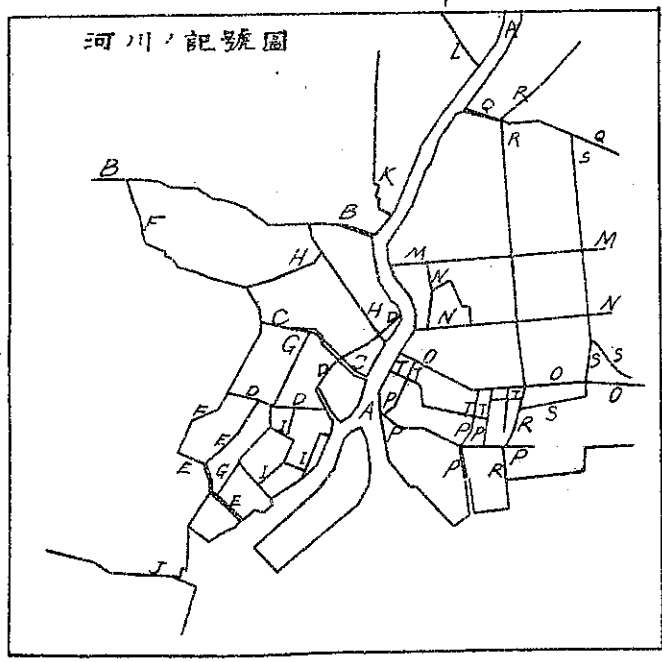 河川ノ記號圖
L A
Q R
R S Q
B K
F B
H M M
N N N
C G H D
D C O
T T
E D D A P P
T T T O S S O
I P P R S
E F G I I
P R P
E
J